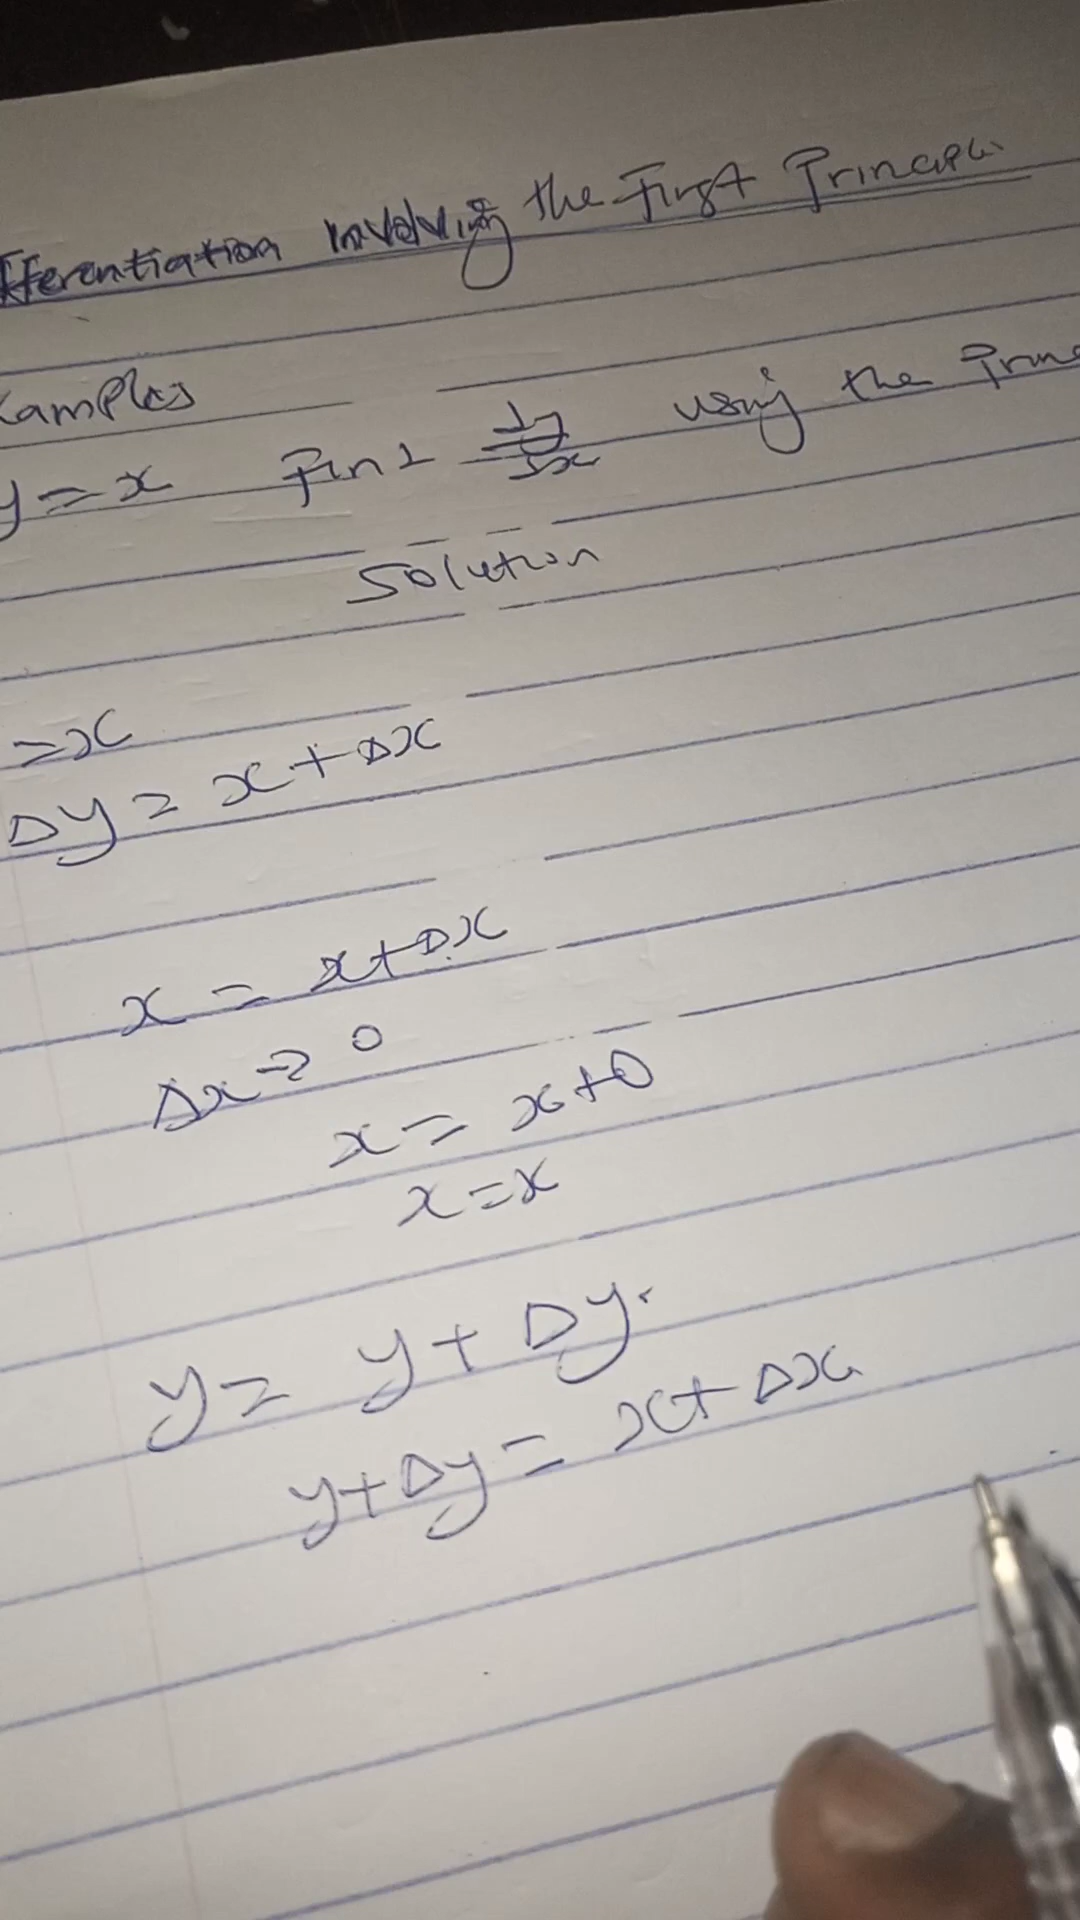 fferentiation involving the First Principle
xamples
y = x Find dy/dx using the Princ
Solution
= x
Δy = x + Δx
x = x + Δx
Δx → 0
x = x + 0
x = x
y = y + Δy.
y + Δy = x + Δx